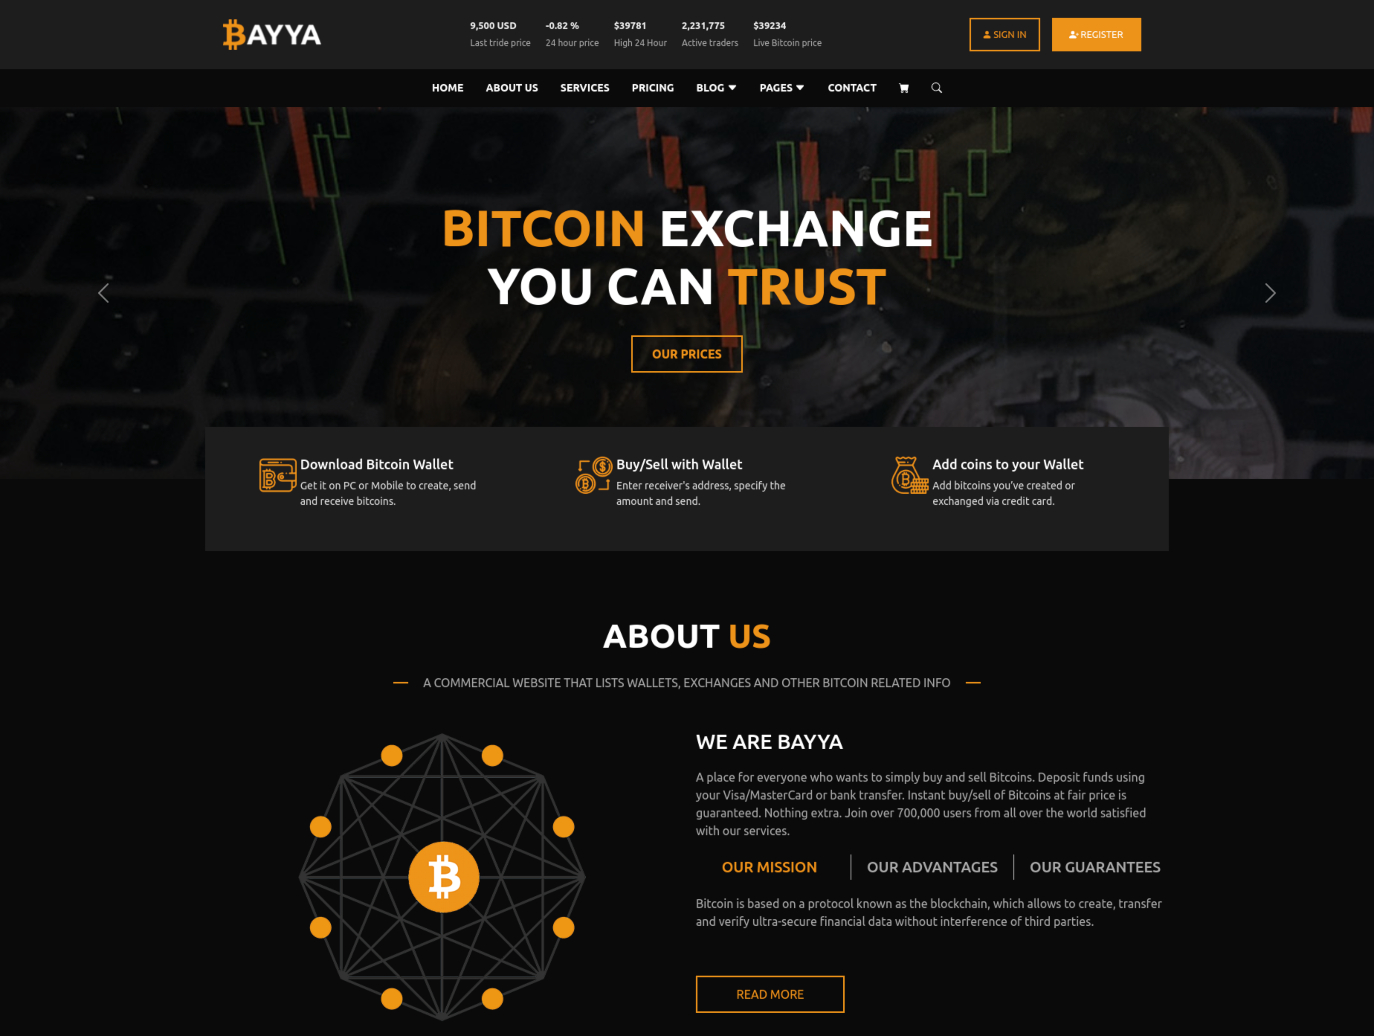 BAYYA
9,500 USD
Last tride price
-0.82 %
24 hour price
$39781
High 24 Hour
2,231,775
Active traders
$39234
Live Bitcoin price
SIGN IN
REGISTER
HOME ABOUT US SERVICES PRICING BLOG PAGES CONTACT
BITCOIN EXCHANGE
YOU CAN TRUST
OUR PRICES
Download Bitcoin Wallet
Get it on PC or Mobile to create, send
and receive bitcoins.
Buy/Sell with Wallet
Enter receiver's address, specify the
amount and send.
Add coins to your Wallet
Add bitcoins you've created or
exchanged via credit card.
ABOUT US
A COMMERCIAL WEBSITE THAT LISTS WALLETS, EXCHANGES AND OTHER BITCOIN RELATED INFO
WE ARE BAYYA
A place for everyone who wants to simply buy and sell Bitcoins. Deposit funds using
your Visa/MasterCard or bank transfer. Instant buy/sell of Bitcoins at fair price is
guaranteed. Nothing extra. Join over 700,000 users from all over the world satisfied
with our services.
OUR MISSION
OUR ADVANTAGES
OUR GUARANTEES
Bitcoin is based on a protocol known as the blockchain, which allows to create, transfer
and verify ultra-secure financial data without interference of third parties.
READ MORE